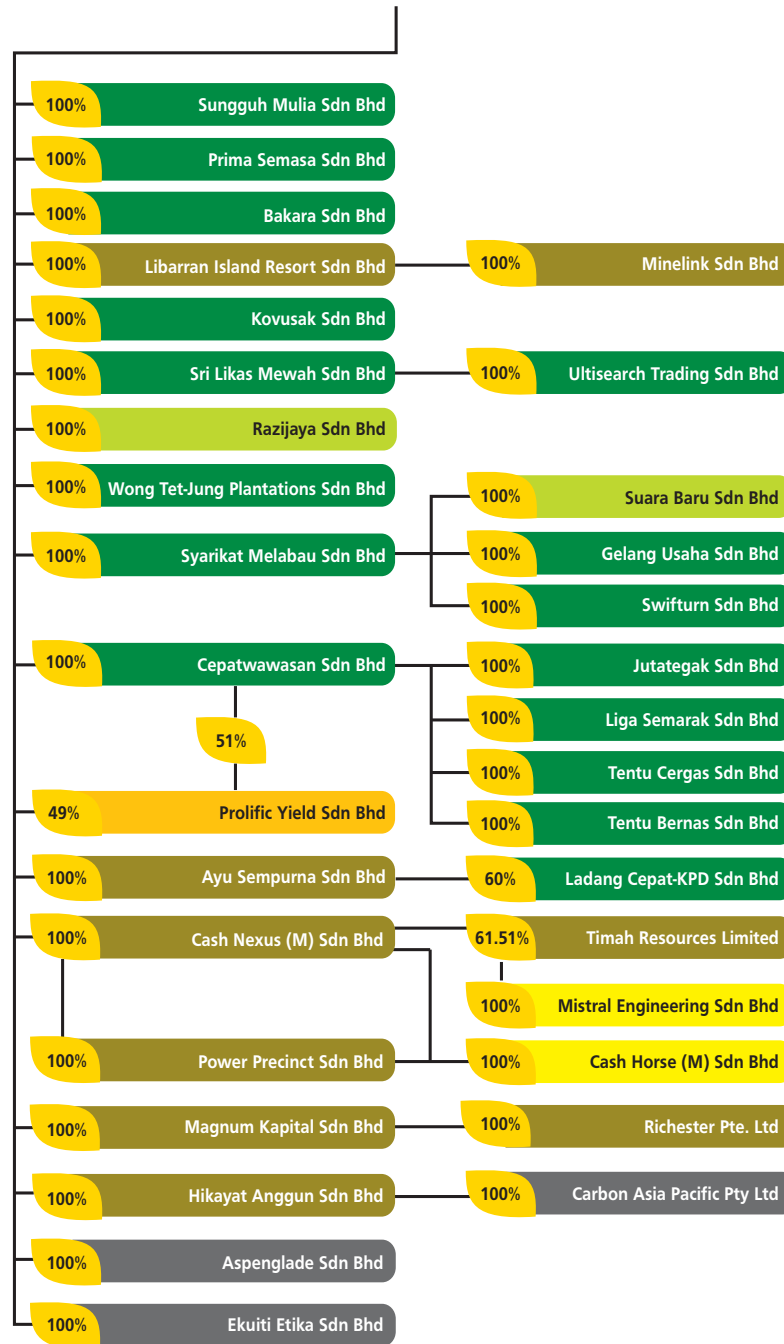 100% Sungguh Mulia Sdn Bhd
100% Prima Semasa Sdn Bhd
100% Bakara Sdn Bhd
100% Libarran Island Resort Sdn Bhd 100% Minelink Sdn Bhd
100% Kovusak Sdn Bhd
100% Sri Likas Mewah Sdn Bhd 100% Ultisearch Trading Sdn Bhd
100% Razijaya Sdn Bhd
100% Wong Tet-Jung Plantations Sdn Bhd
100% Suara Baru Sdn Bhd
100% Syarikat Melabau Sdn Bhd 100% Gelang Usaha Sdn Bhd
100% Swifturn Sdn Bhd
100% Cepatwawasan Sdn Bhd 100% Jutategak Sdn Bhd
100% Liga Semarak Sdn Bhd
51%
100% Tentu Cergas Sdn Bhd
49% Prolific Yield Sdn Bhd
100% Tentu Bernas Sdn Bhd
100% Ayu Sempurna Sdn Bhd 60% Ladang Cepat-KPD Sdn Bhd
100% Cash Nexus (M) Sdn Bhd 61.51% Timah Resources Limited
100% Mistral Engineering Sdn Bhd
100% Power Precinct Sdn Bhd 100% Cash Horse (M) Sdn Bhd
100% Magnum Kapital Sdn Bhd 100% Richester Pte. Ltd
100% Hikayat Anggun Sdn Bhd 100% Carbon Asia Pacific Pty Ltd
100% Aspenglade Sdn Bhd
100% Ekuiti Etika Sdn Bhd